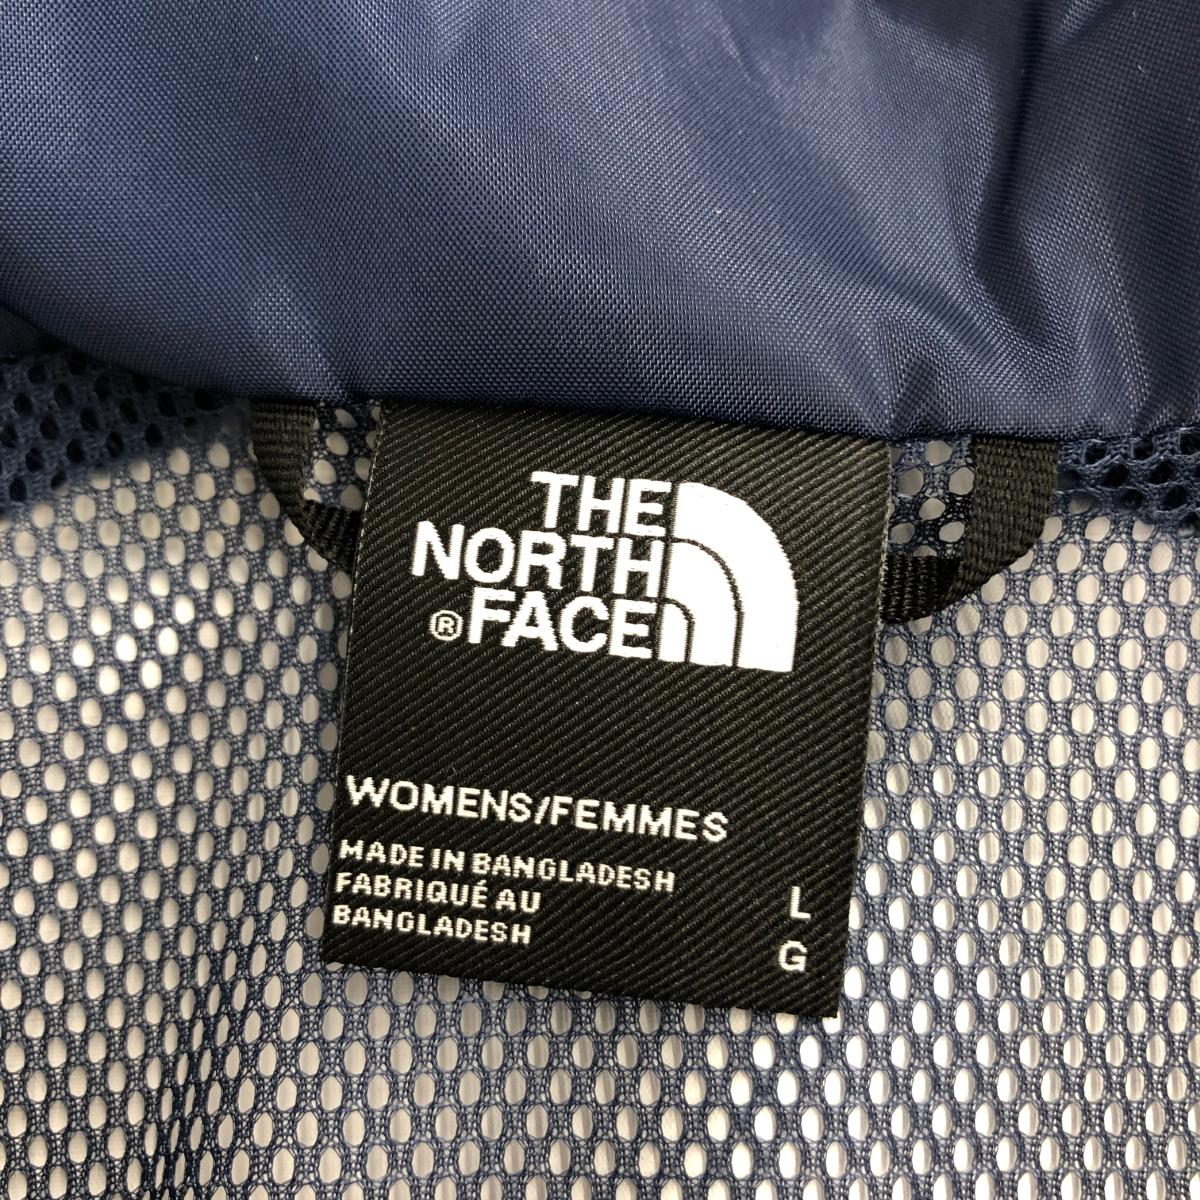 THE
NORTH
®FACE
WOMENS/FEMMES
MADE IN BANGLADESH
FABRIQUÉ AU
BANGLADESH
L
G